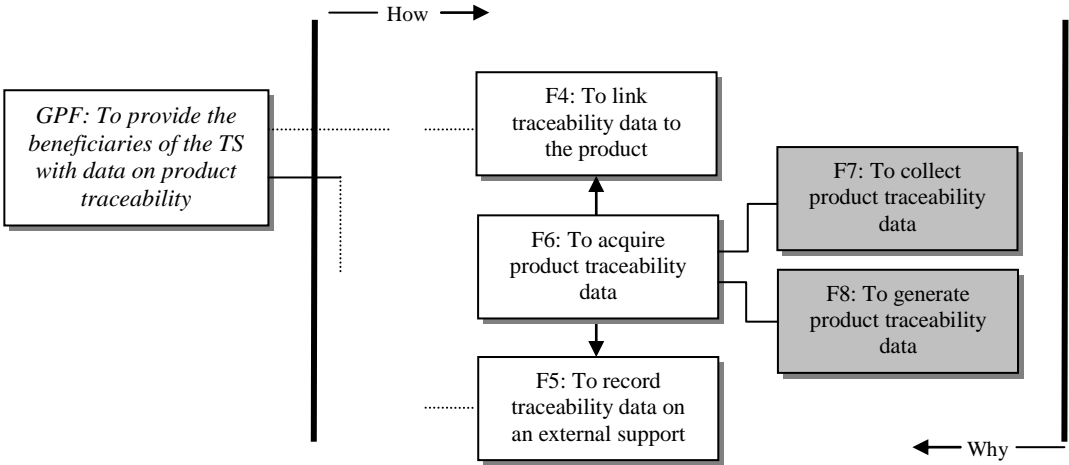 How
GPF: To provide the
beneficiaries of the TS
with data on product
traceability
F4: To link
traceability data to
the product
F7: To collect
product traceability
data
F6: To acquire
product traceability
data
F8: To generate
product traceability
data
F5: To record
traceability data on
an external support
Why